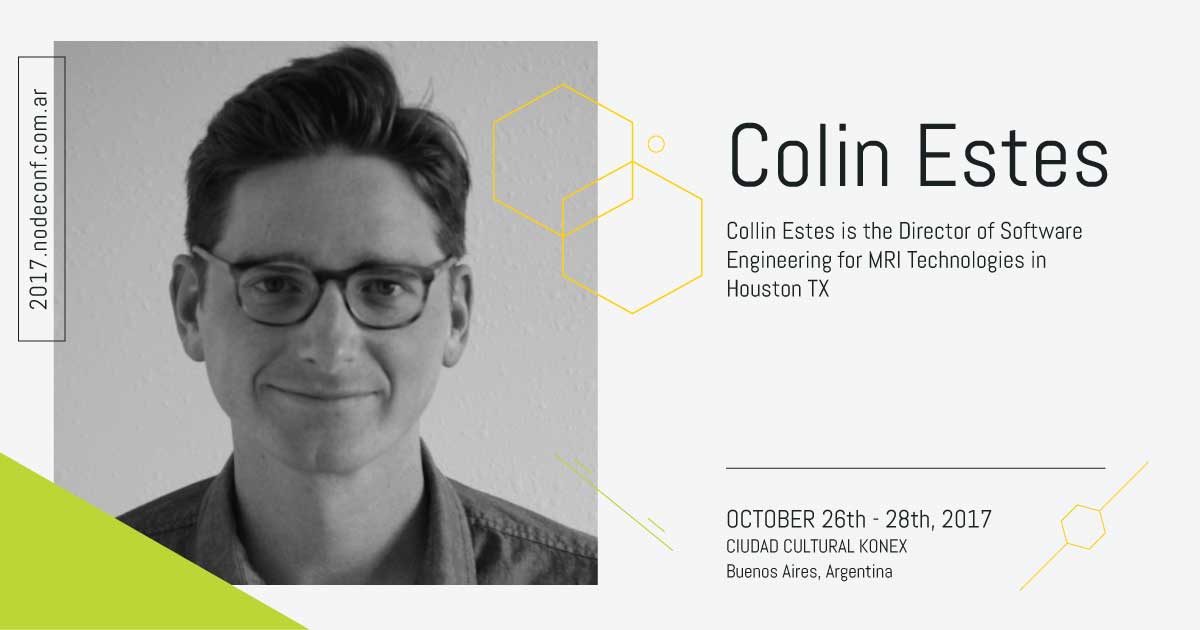 2017.nodeconf.com.ar
Colin Estes
Collin Estes is the Director of Software
Engineering for MRI Technologies in
Houston TX
OCTOBER 26th - 28th, 2017
CIUDAD CULTURAL KONEX
Buenos Aires, Argentina